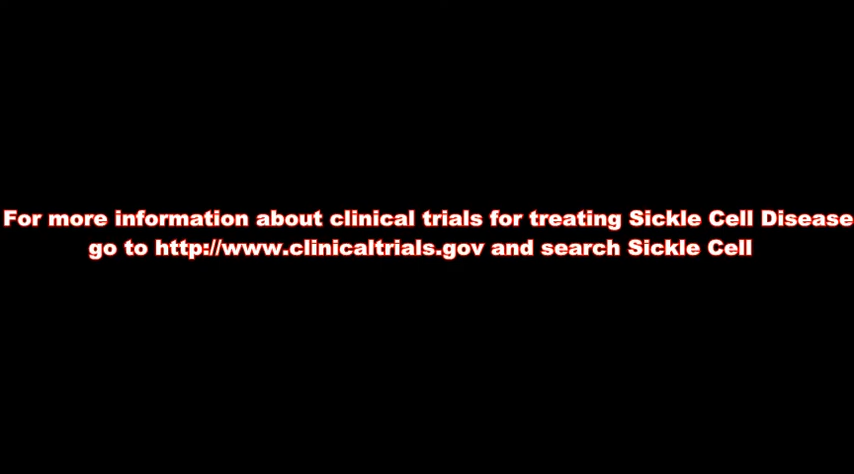 For more information about clinical trials for treating Sickle Cell Disease
go to http://www.clinicaltrials.gov and search Sickle Cell